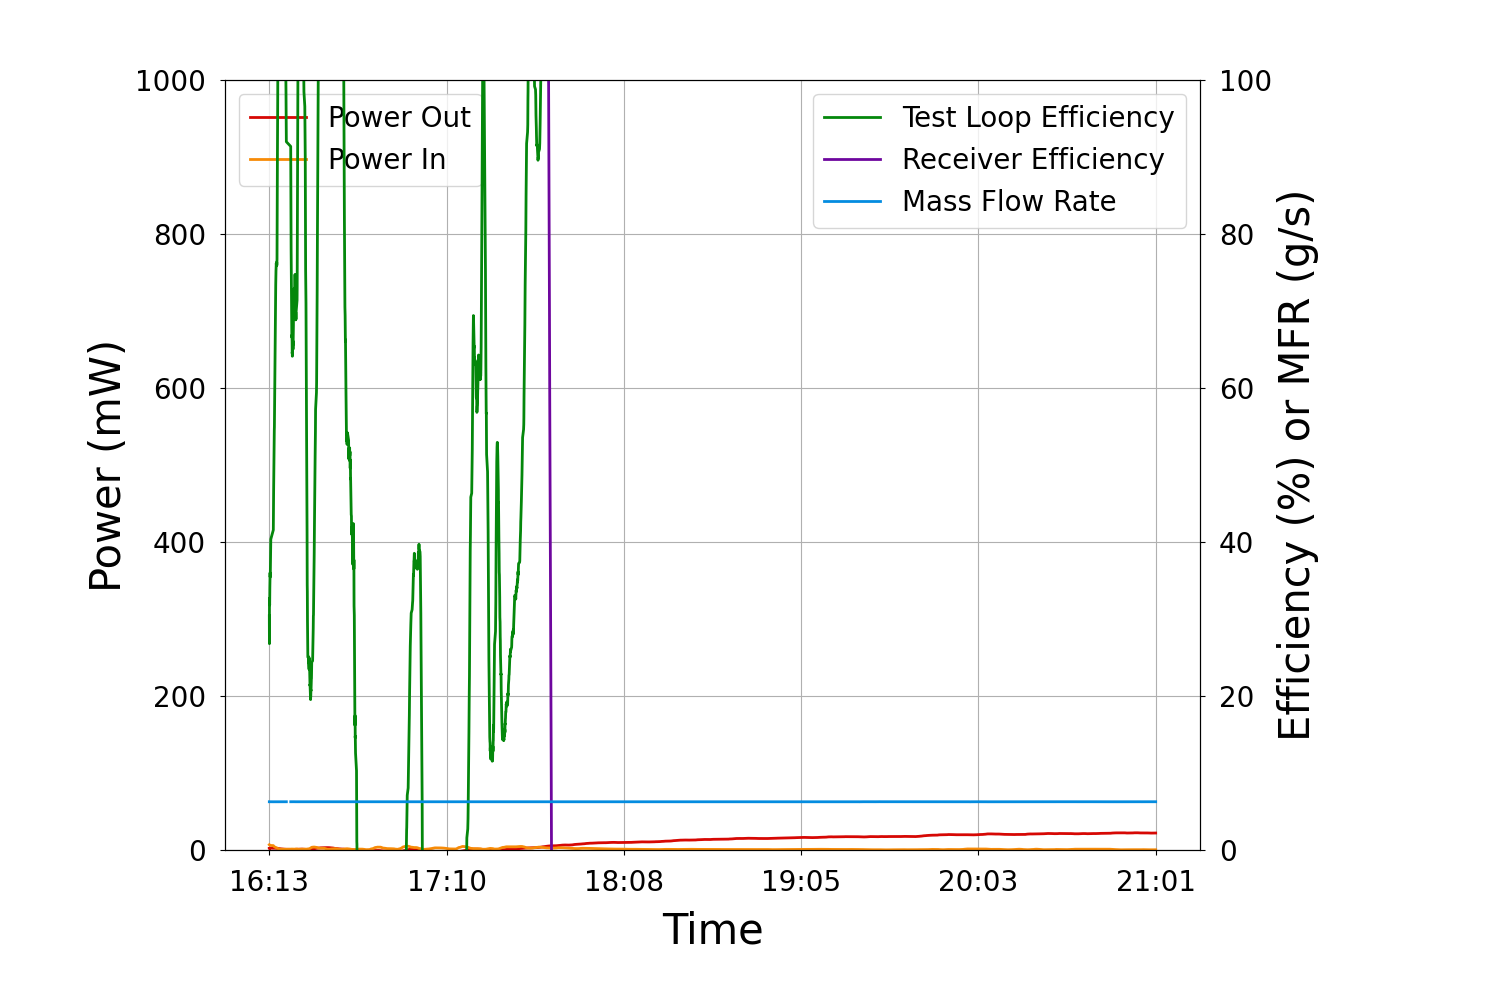 1000
800
600
400
200
0
Power (mW)
Power Out
Power In
Test Loop Efficiency
Receiver Efficiency
Mass Flow Rate
100
80
60
40
20
0
Efficiency (%) or MFR (g/s)
16:13 17:10 18:08 19:05 20:03 21:01
Time